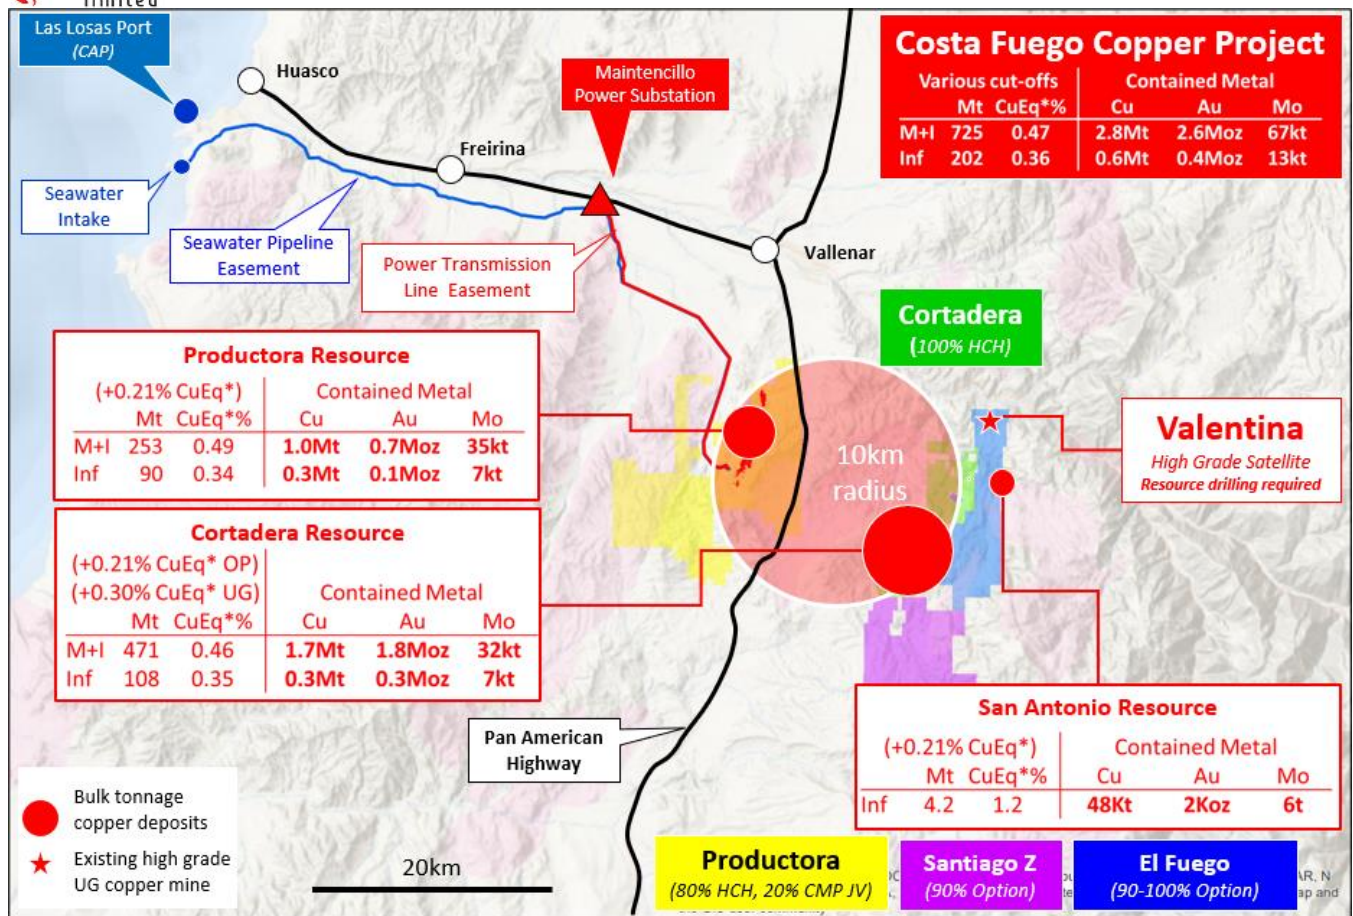 limited
Las Losas Port
(CAP)
Huasco
Maintencillo
Power Substation
Costa Fuego Copper Project
Various cut-offs Contained Metal
Mt CuEq*% Cu Au Mo
M+I 725 0.47 2.8Mt 2.6Moz 67kt
Inf 202 0.36 0.6Mt 0.4Moz 13kt
Freirina
Seawater
Intake
Seawater Pipeline
Easement
Power Transmission
Line Easement
Vallenar
Cortadera
(100% HCH)
Productora Resource
(+0.21% CuEq*) Contained Metal
Mt CuEq*% Cu Au Mo
M+I 253 0.49 1.0Mt 0.7Moz 35kt
Inf 90 0.34 0.3Mt 0.1Moz 7kt
10km
radius
Valentina
High Grade Satellite
Resource drilling required
Cortadera Resource
(+0.21% CuEq* OP)
(+0.30% CuEq* UG) Contained Metal
Mt CuEq*% Cu Au Mo
M+I 471 0.46 1.7Mt 1.8Moz 32kt
Inf 108 0.35 0.3Mt 0.3Moz 7kt
San Antonio Resource
(+0.21% CuEq*) Contained Metal
Mt CuEq*% Cu Au Mo
Inf 4.2 1.2 48Kt 2Koz 6t
Pan American
Highway
Bulk tonnage
copper deposits
Existing high grade
UG copper mine
20km
Productora
(80% HCH, 20% CMP JV)
Santiago Z
(90% Option)
El Fuego
(90-100% Option)
AR, N
ap and